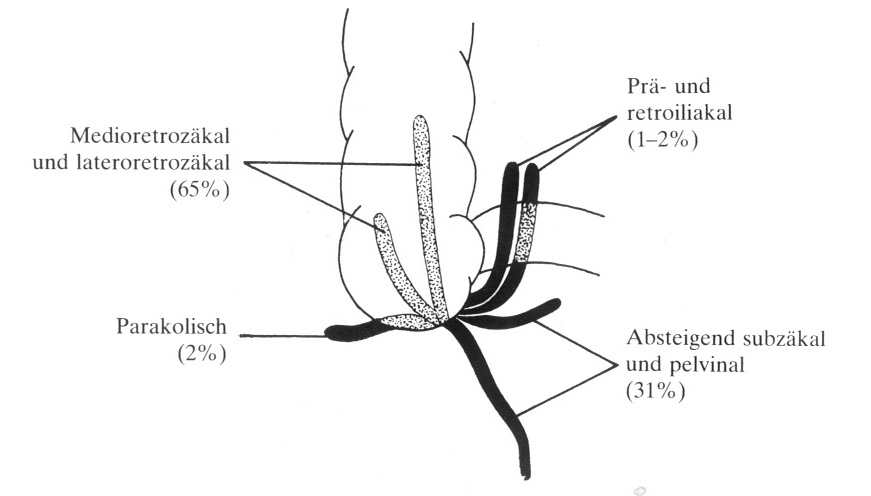 Prä- und
retroiliakal
(1–2%)
Medioretrozäkal
und lateroretrozäkal
(65%)
Parakolisch
(2%)
Absteigend subzäkal
und pelvinal
(31%)